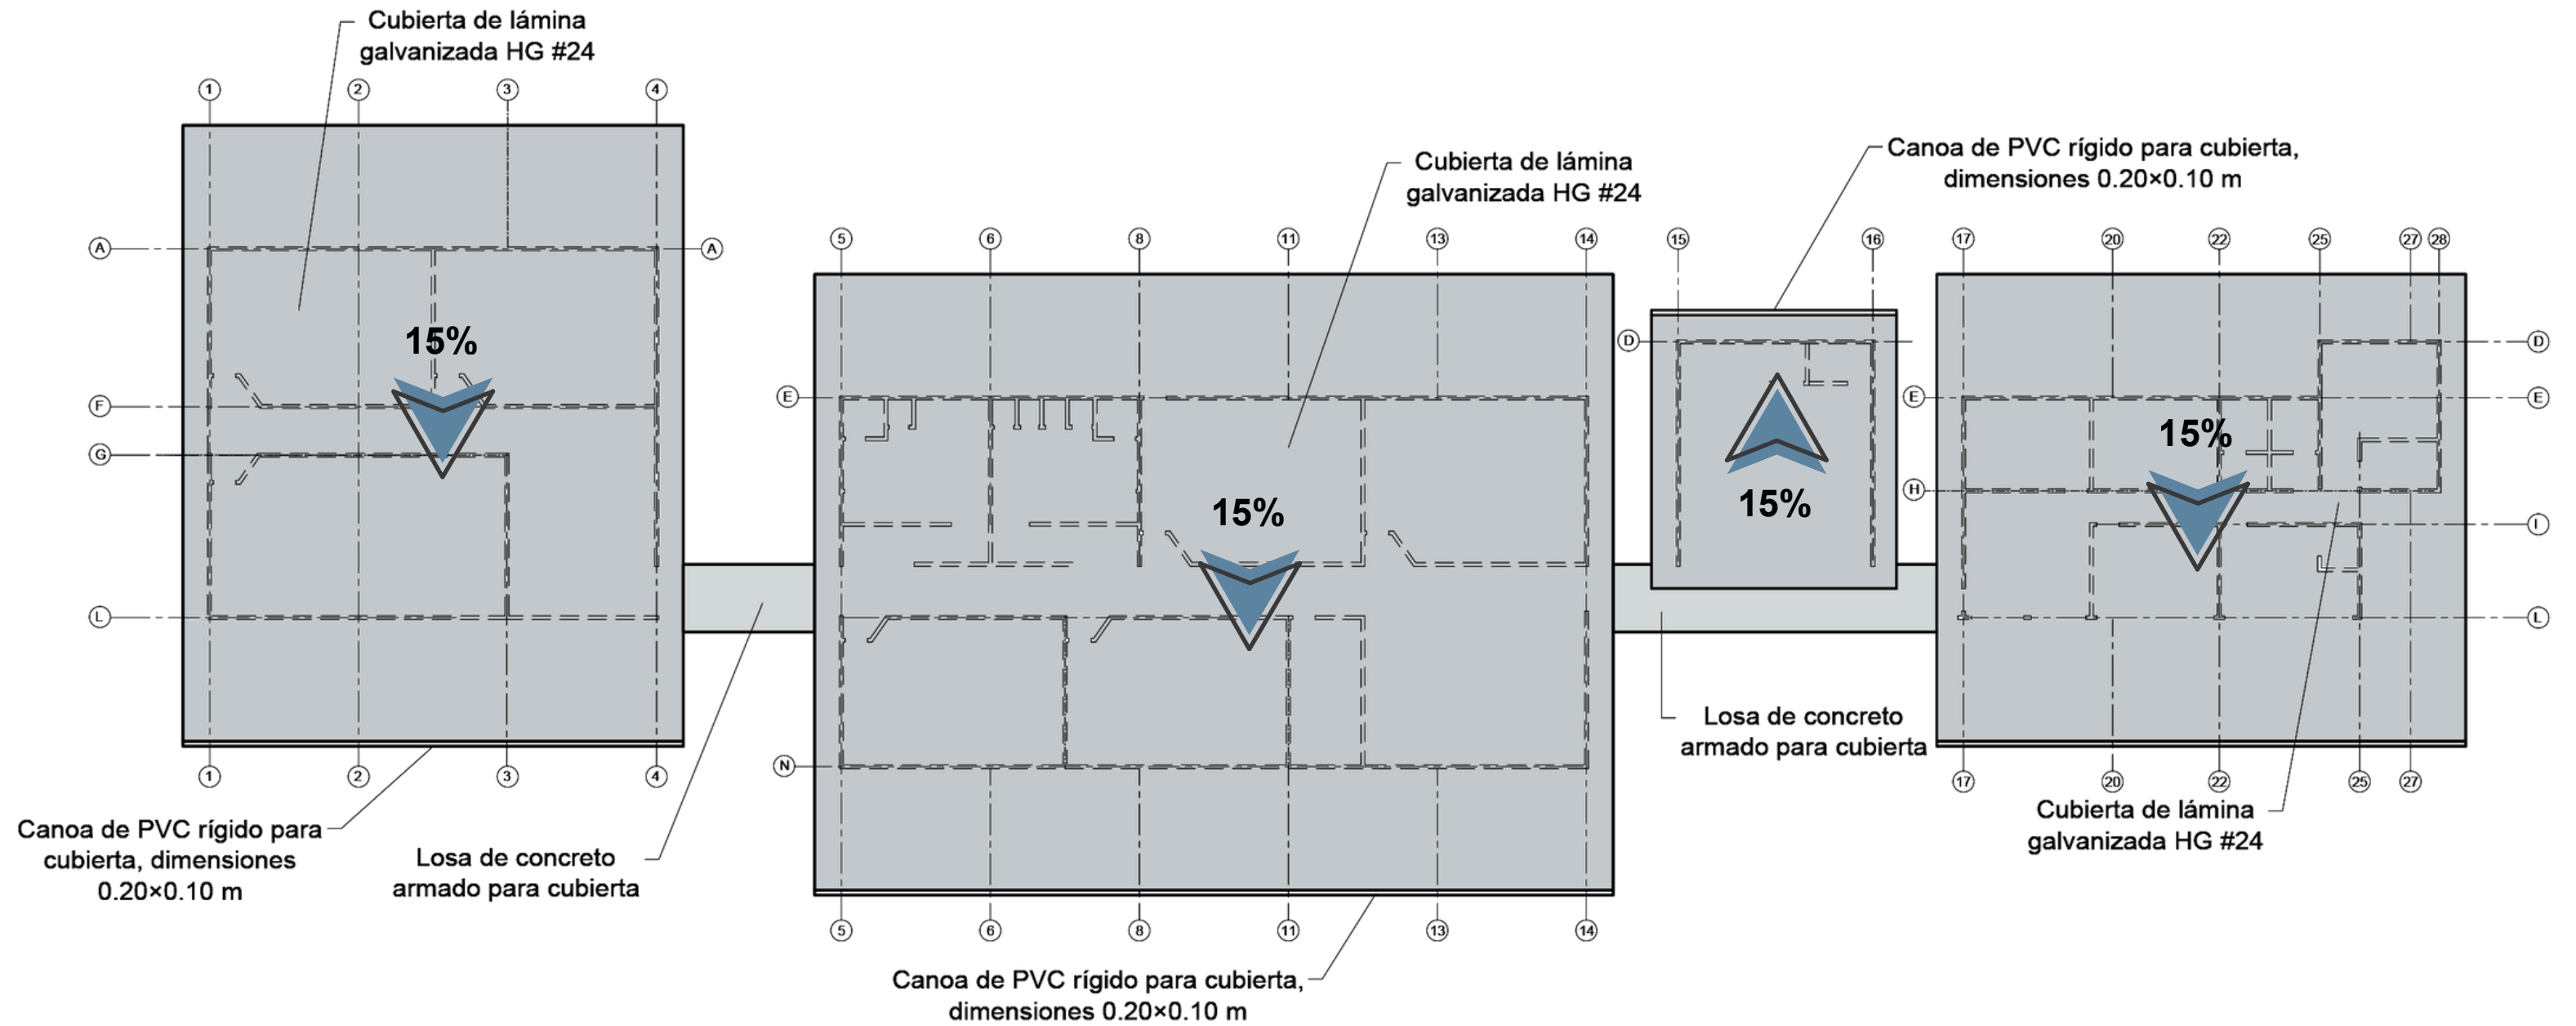 Cubierta de lámina
galvanizada HG #24
1 2 3 4
Canoa de PVC rígido para cubierta,
dimensiones 0.20×0.10 m
Cubierta de lámina
galvanizada HG #24
5 6 8 11 13 14 15 16 17 20 22 25 27 28
A A
15%
F
G
L
1 2 3 4
E
15%
N
5 6 8 11 13 14
D
15%
D
E E
15%
H
I
L
17 20 22 25 27
Losa de concreto
armado para cubierta
Cubierta de lámina
galvanizada HG #24
Canoa de PVC rígido para
cubierta, dimensiones
0.20×0.10 m
Losa de concreto
armado para cubierta
Canoa de PVC rígido para cubierta,
dimensiones 0.20×0.10 m